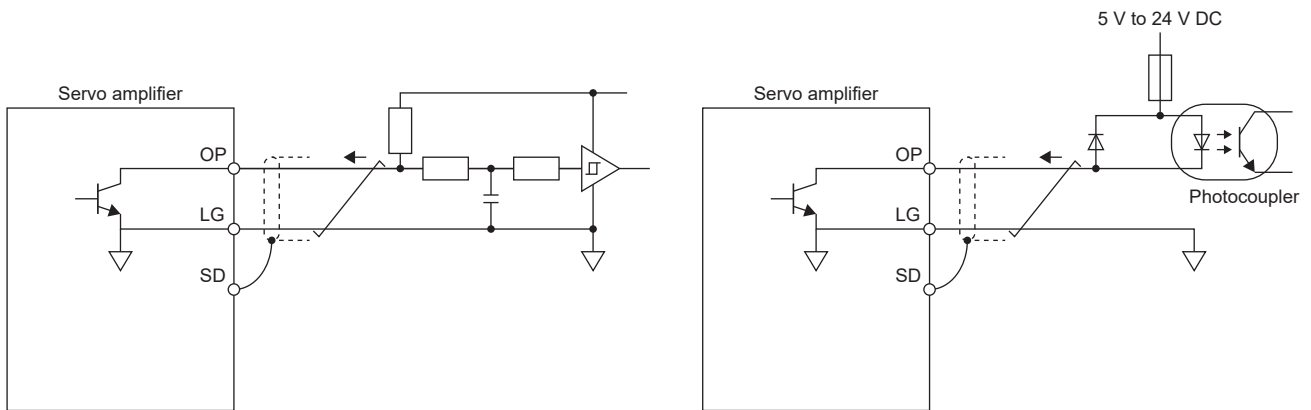 Servo amplifier
OP
LG
SD
5 V to 24 V DC
Servo amplifier
OP
LG
SD
Photocoupler